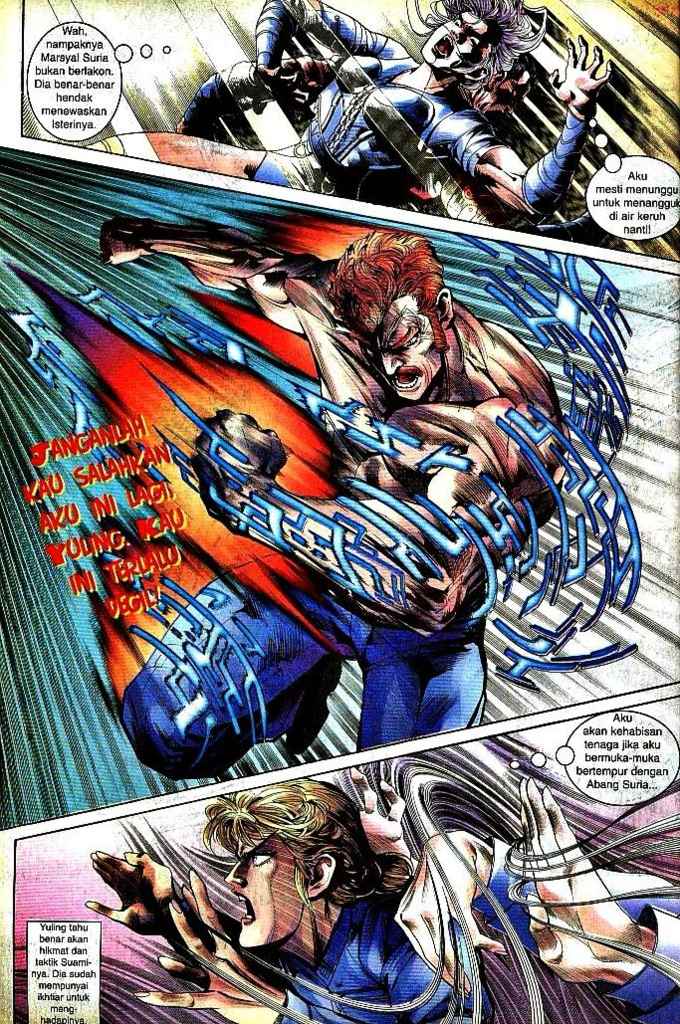 Wah,
nampaknya
Marsyal Suria
bukan berlakon.
Dia benar-benar
hendak
menewaskan
Isterinya.
Aku
mesti menunggu
untuk menangguk
di air keruh
nanti!
JANGANLAH
KAU SALAHKAN
AKU INI LAGI,
YULING. KAU
INI TERLALU
DEGIL!
Aku
akan kehabisan
tenaga jika aku
bermuka-muka
bertempur dengan
Abang Suria...
Yuling tahu
benar akan
hikmat dan
taktik Suami-
nya. Dia sudah
mempunyai
ikhtiar untuk
meng-
hadapinya.